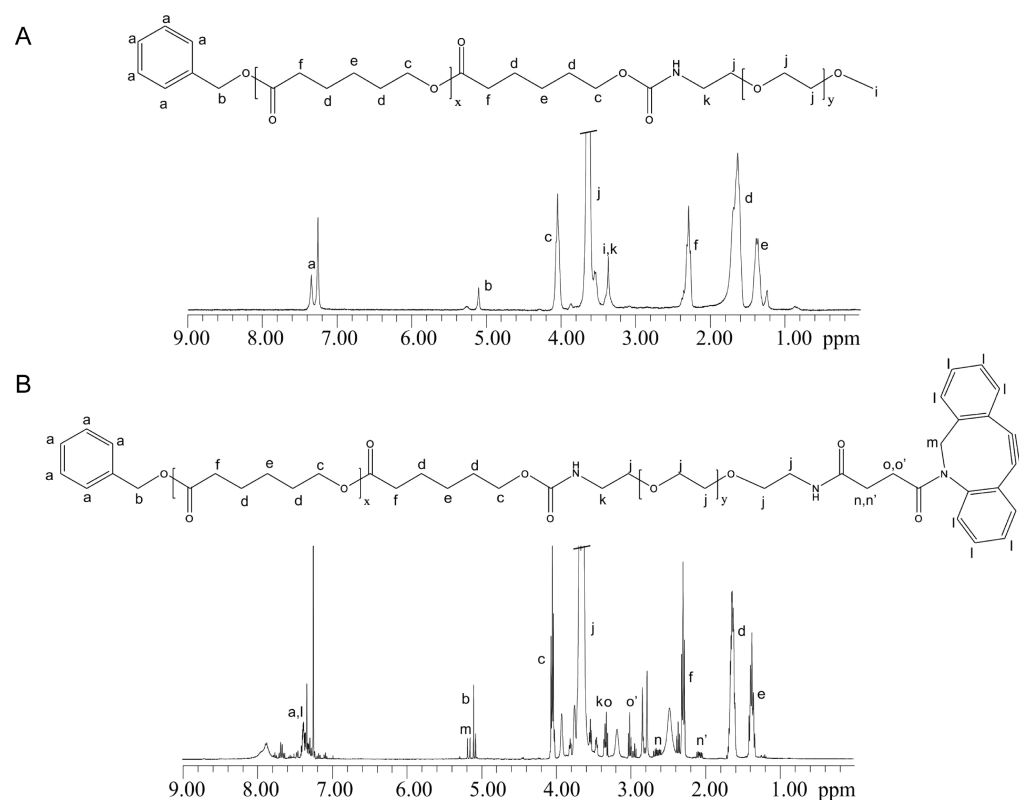 A
a
a a
a a
a
b
O
O
f e c
d d
O
x
O
d d
f e c
O
O
H
N
k
j
O
j
j
y
O
i
a
b
c
j
i,k
f
d
e
9.00 8.00 7.00 6.00 5.00 4.00 3.00 2.00 1.00 ppm
B
a
a a
a a
b
O
O
f e c
d d
O
x
O
d d
f e c
O
O
H
N
k
j
O
j
j
y
O
j
j
N
H
O
n,n'
o,o'
O
N
m
l l
l l
l
l l
l
a,l
b
m
c
j
k o
o'
n
f
n'
d
e
9.00 8.00 7.00 6.00 5.00 4.00 3.00 2.00 1.00 ppm